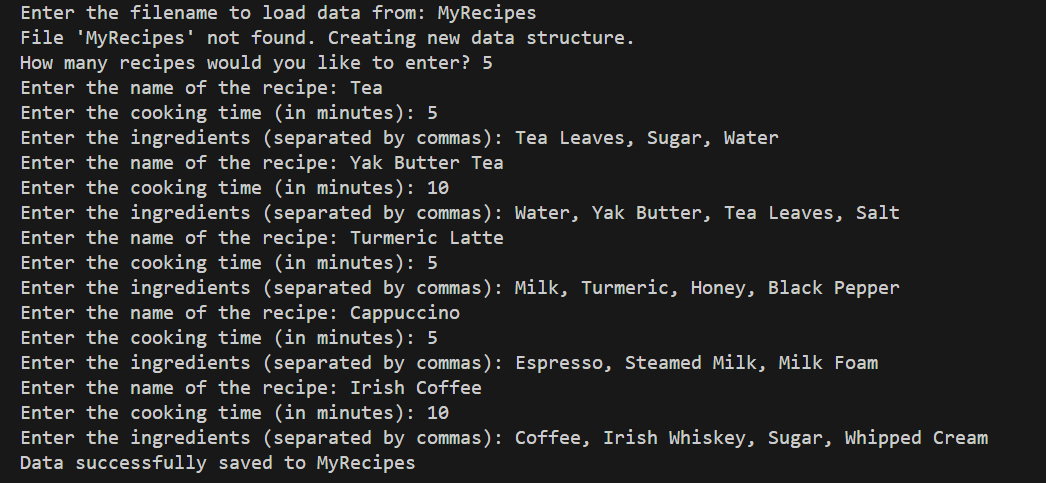 Enter the filename to load data from: MyRecipes
File 'MyRecipes' not found. Creating new data structure.
How many recipes would you like to enter? 5
Enter the name of the recipe: Tea
Enter the cooking time (in minutes): 5
Enter the ingredients (separated by commas): Tea Leaves, Sugar, Water
Enter the name of the recipe: Yak Butter Tea
Enter the cooking time (in minutes): 10
Enter the ingredients (separated by commas): Water, Yak Butter, Tea Leaves, Salt
Enter the name of the recipe: Turmeric Latte
Enter the cooking time (in minutes): 5
Enter the ingredients (separated by commas): Milk, Turmeric, Honey, Black Pepper
Enter the name of the recipe: Cappuccino
Enter the cooking time (in minutes): 5
Enter the ingredients (separated by commas): Espresso, Steamed Milk, Milk Foam
Enter the name of the recipe: Irish Coffee
Enter the cooking time (in minutes): 10
Enter the ingredients (separated by commas): Coffee, Irish Whiskey, Sugar, Whipped Cream
Data successfully saved to MyRecipes